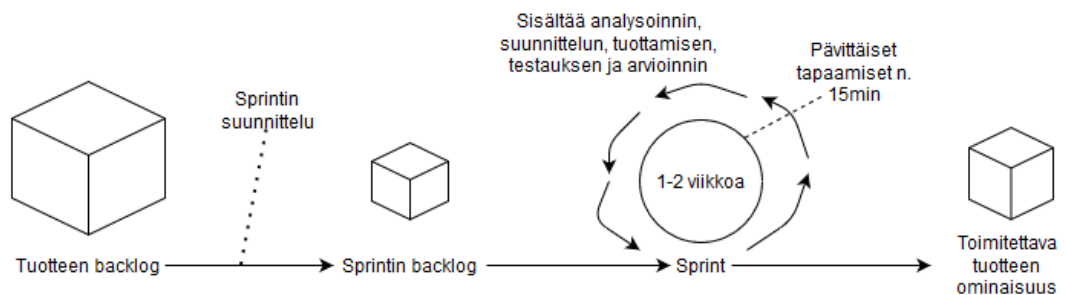 Sisältää analysoinnin,
suunnittelun, tuottamisen,
testauksen ja arvioinnin
Pävittäiset
tapaamiset n.
15min
Sprintin
suunnittelu
1-2 viikkoa
Tuotteen backlog
Sprintin backlog
Sprint
Toimitettava
tuotteen
ominaisuus